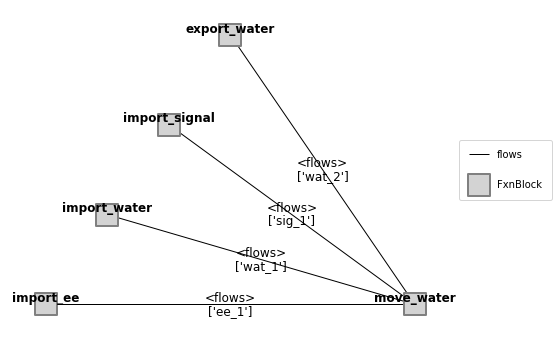 export_water
import_signal
<flows>
['wat_2']
flows
FxnBlock
import_water
<flows>
['sig_1']
<flows>
['wat_1']
import_ee
<flows>
['ee_1']
move_water